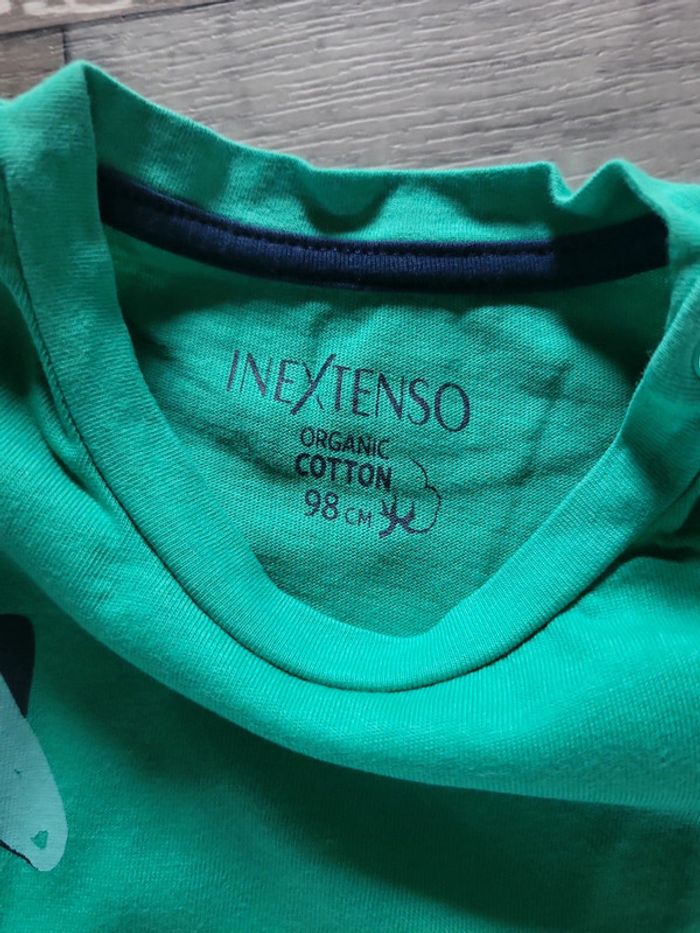 INEXTENSO
ORGANIC
COTTON
98 CM